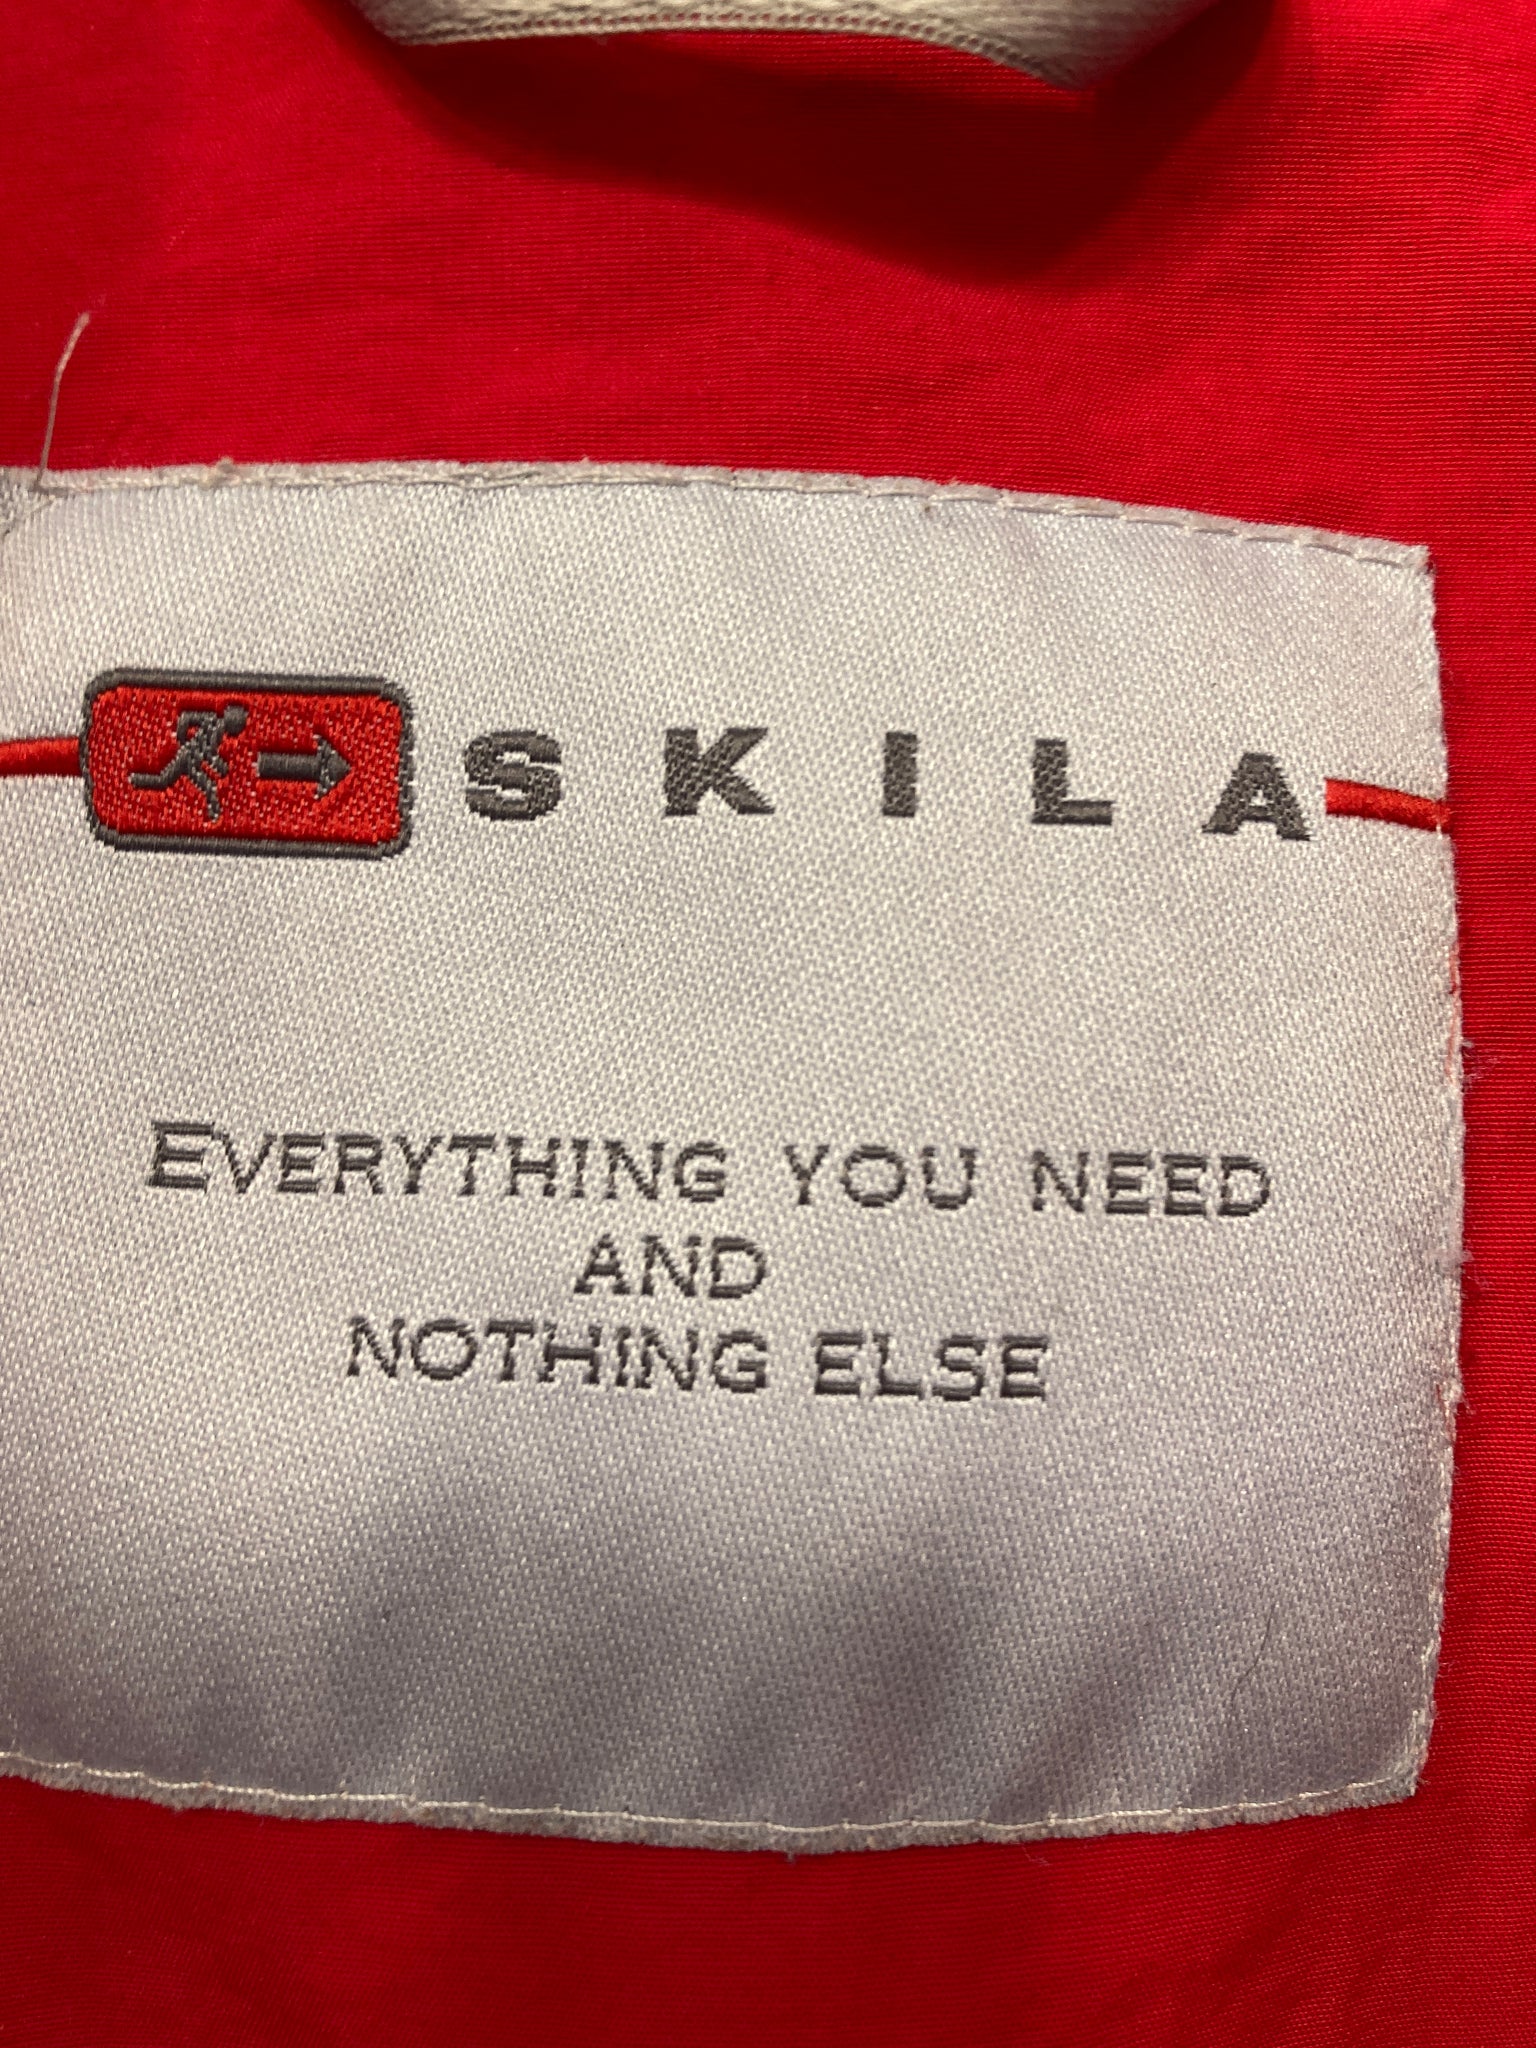 SKILA
EVERYTHING YOU NEED
AND
NOTHING ELSE